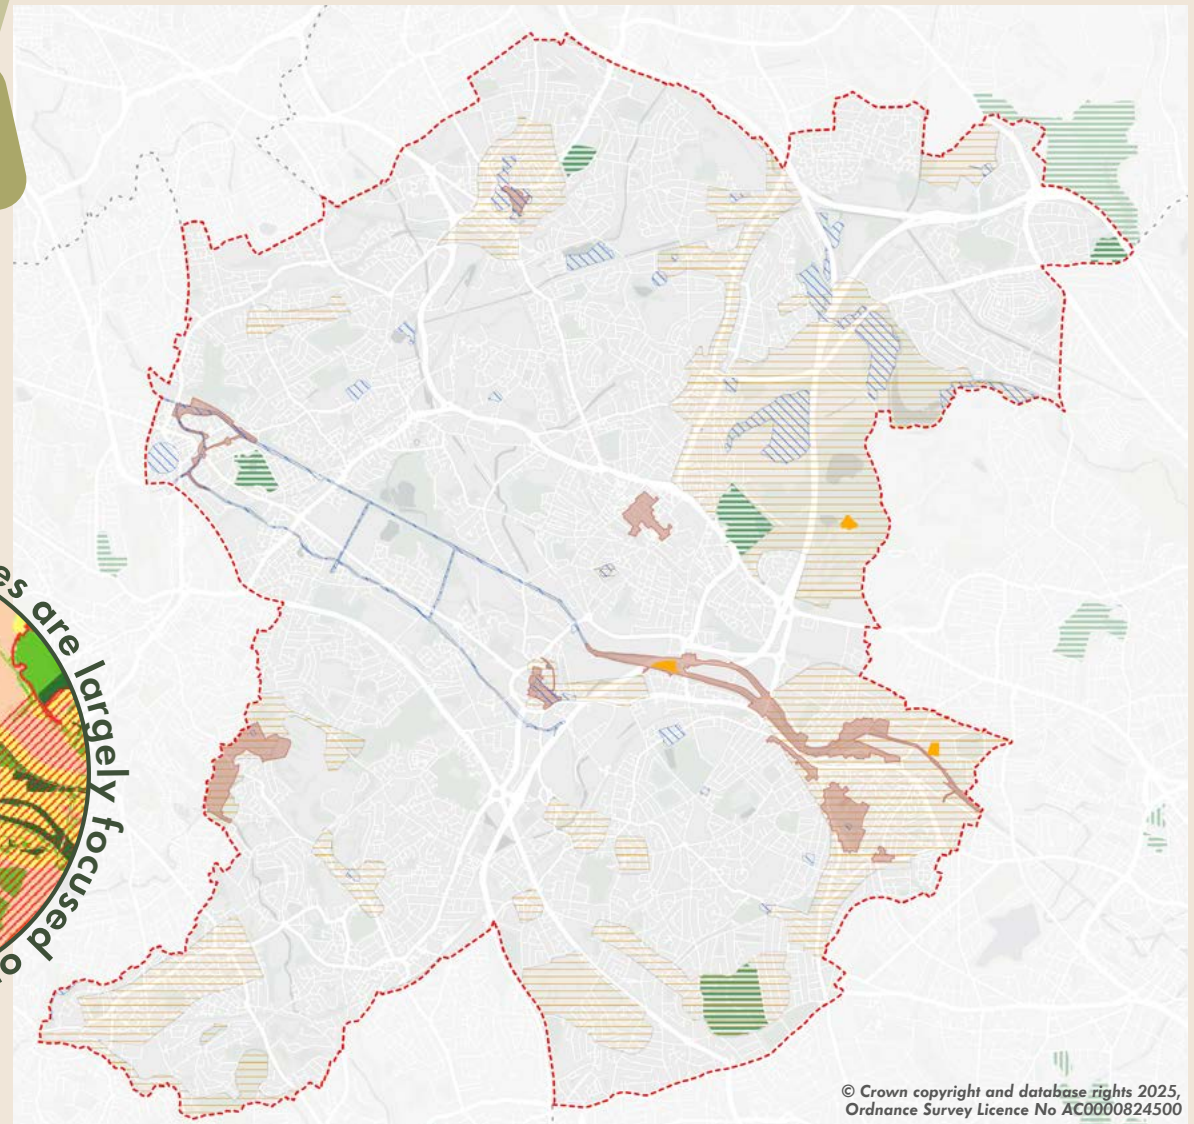 es are largely focused
© Crown copyright and database rights 2025,
Ordnance Survey Licence No AC0000824500